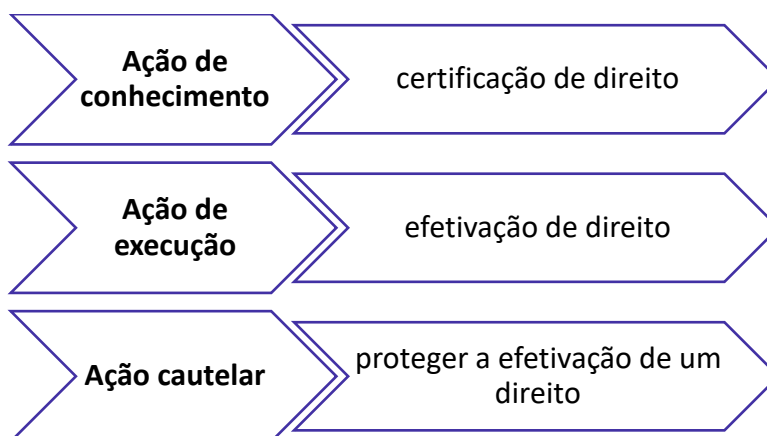 Ação de
conhecimento
certificação de direito
Ação de
execução
efetivação de direito
Ação cautelar
proteger a efetivação de um
direito